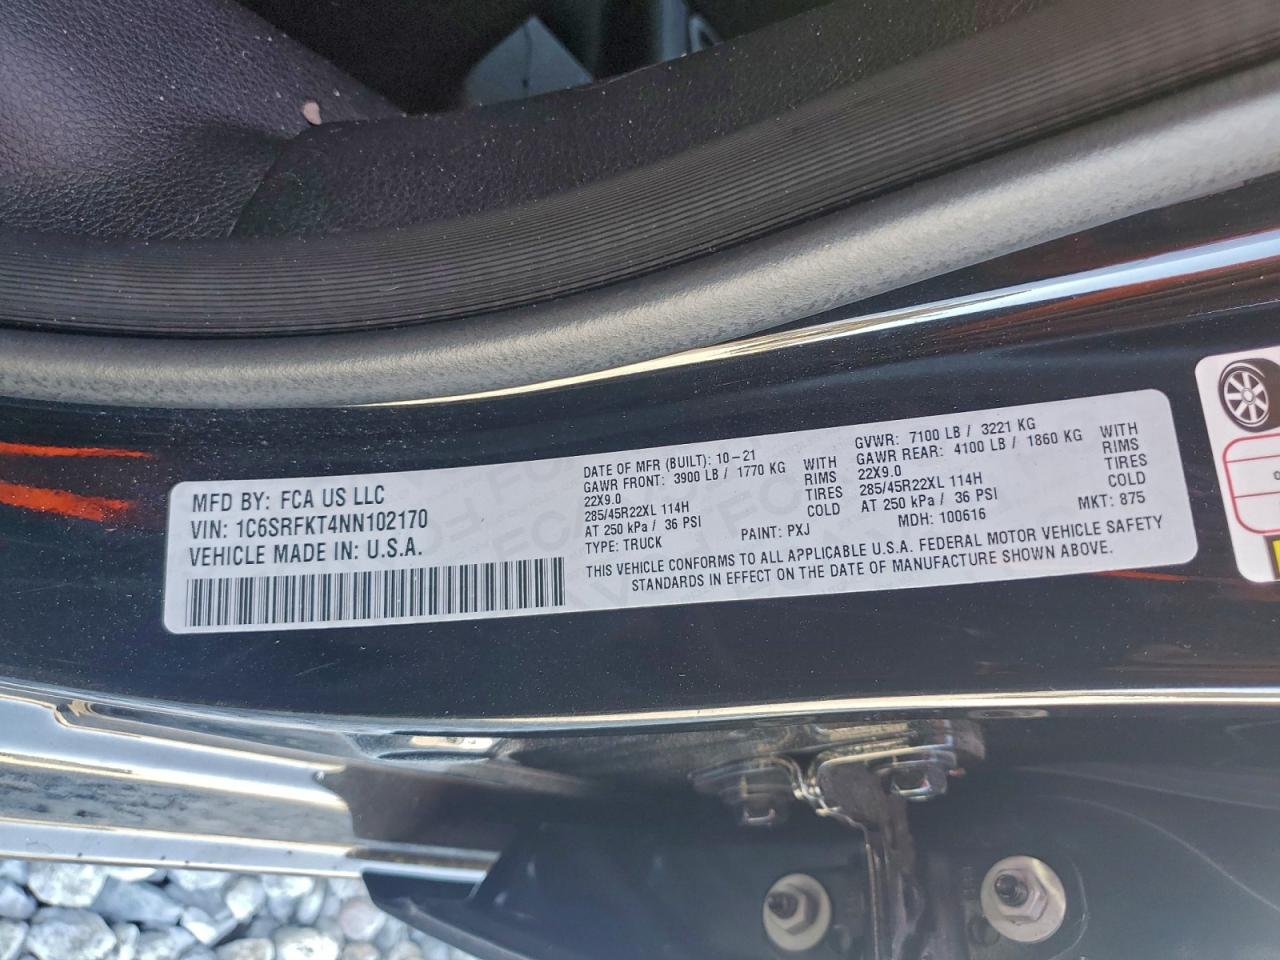 MFD BY: FCA US LLC
VIN: 1C6SRFKT4NN102170
VEHICLE MADE IN: U.S.A.
DATE OF MFR (BUILT): 10-21
GAWR FRONT: 3900 LB / 1770 KG WITH
22X9.0 RIMS
285/45R22XL 114H TIRES
AT 250 kPa / 36 PSI COLD
TYPE: TRUCK PAINT: PXJ
GVWR: 7100 LB / 3221 KG
GAWR REAR: 4100 LB / 1860 KG WITH
22X9.0 RIMS
285/45R22XL 114H TIRES
AT 250 kPa / 36 PSI COLD
MDH: 100616 MKT: 875
THIS VEHICLE CONFORMS TO ALL APPLICABLE U.S.A. FEDERAL MOTOR VEHICLE SAFETY
STANDARDS IN EFFECT ON THE DATE OF MANUFACTURE SHOWN ABOVE.